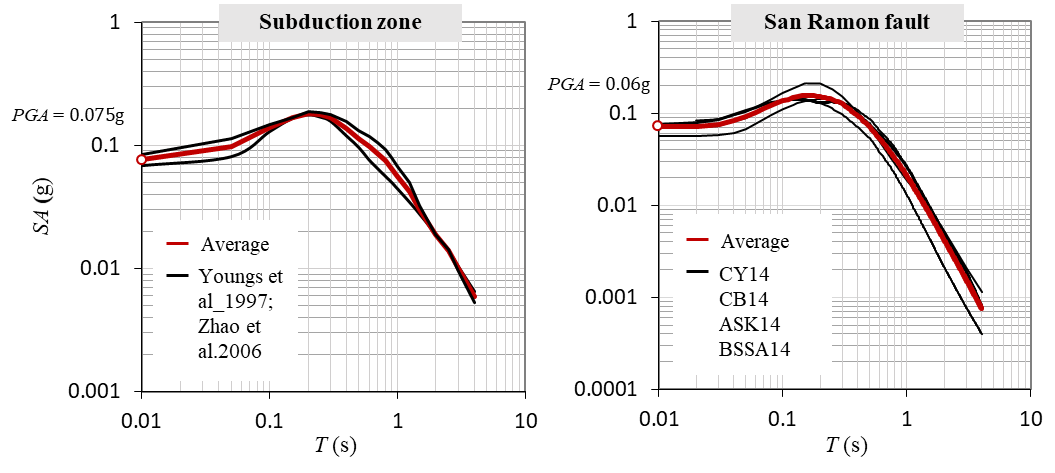 Subduction zone
1
PGA = 0.075g
0.1
SA (g)
Average
Youngs et
al_1997;
Zhao et
al.2006
0.01
0.001
0.01
0.1
1
10
T (s)
San Ramon fault
1
PGA = 0.06g
0.1
0.01
Average
CY14
CB14
ASK14
BSSA14
0.001
0.0001
0.01
0.1
1
10
T (s)